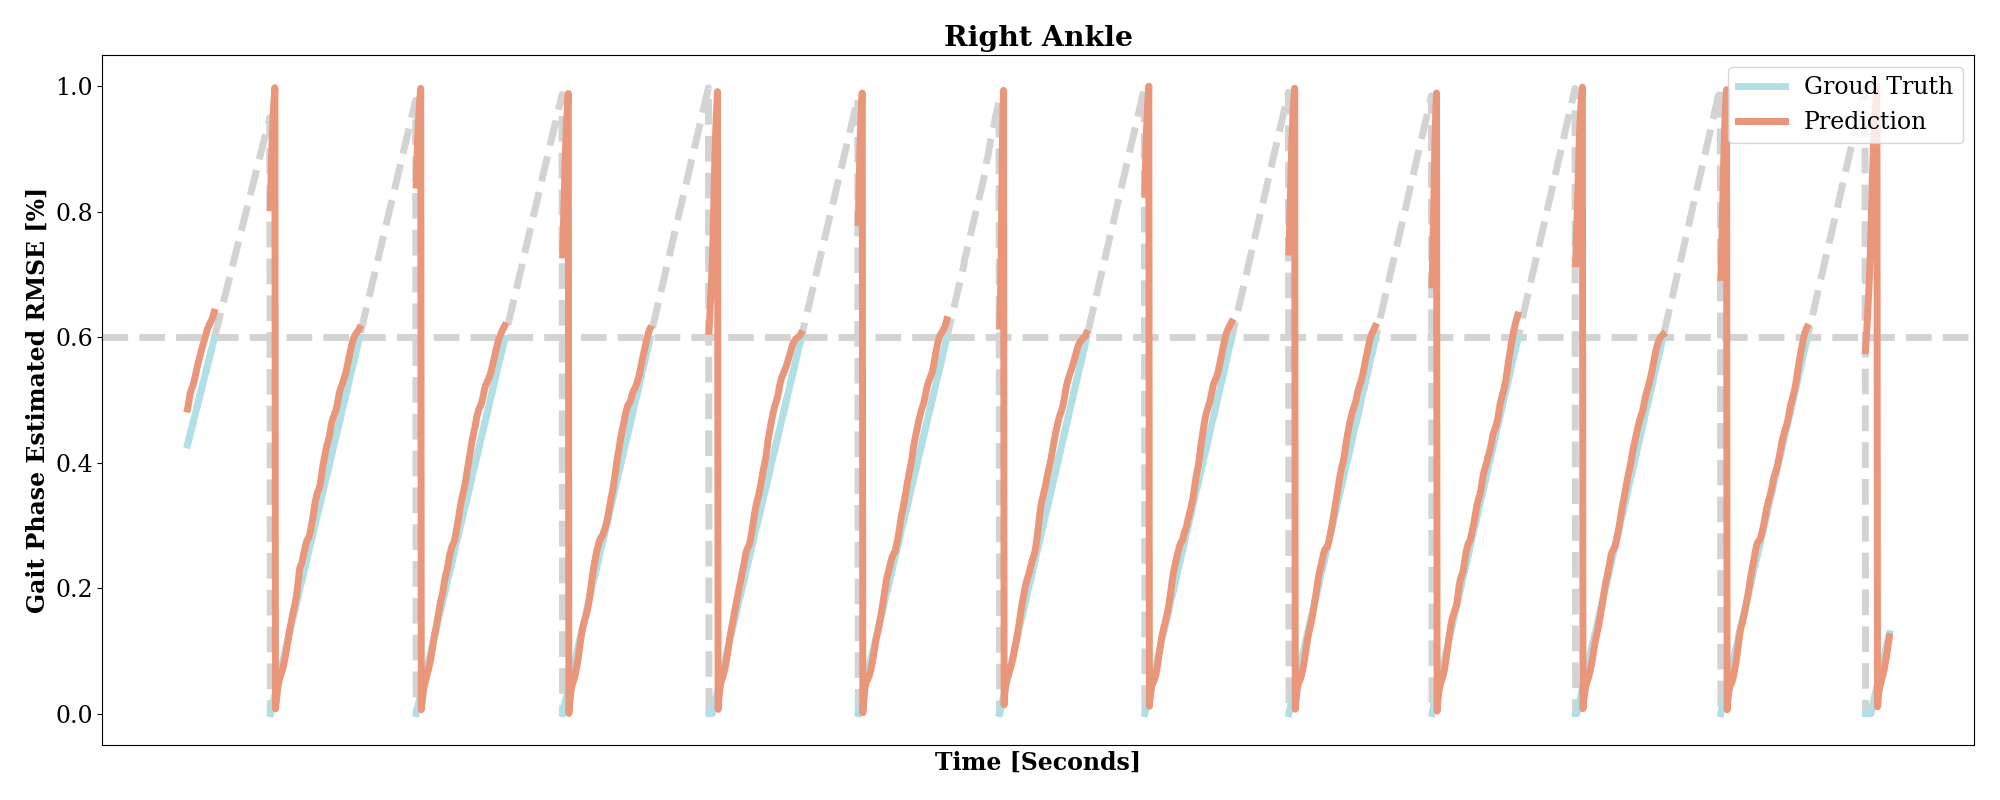 Right Ankle
Gait Phase Estimated RMSE [%]
1.0
0.8
0.6
0.4
0.2
0.0
Groud Truth
Prediction
Time [Seconds]